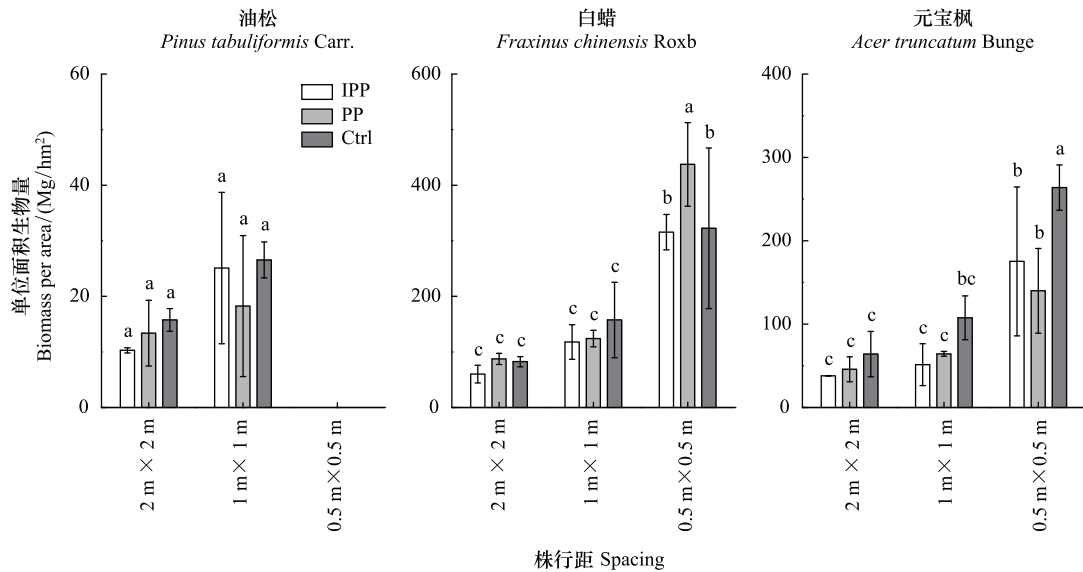 油松
Pinus tabuliformis Carr.
白蜡
Fraxinus chinensis Roxb
元宝枫
Acer truncatum Bunge
单位面积生物量
Biomass per area/(Mg/hm²)
60
40
20
0
IPP
PP
Ctrl
a
a
a
a
a
a
2 m × 2 m
1 m × 1 m
0.5 m×0.5 m
600
400
200
0
c
c
c
c
c
c
b
a
b
2 m × 2 m
1 m × 1 m
0.5 m×0.5 m
400
300
200
100
0
c
c
c
c
c
bc
b
b
a
2 m × 2 m
1 m × 1 m
0.5 m×0.5 m
株行距 Spacing